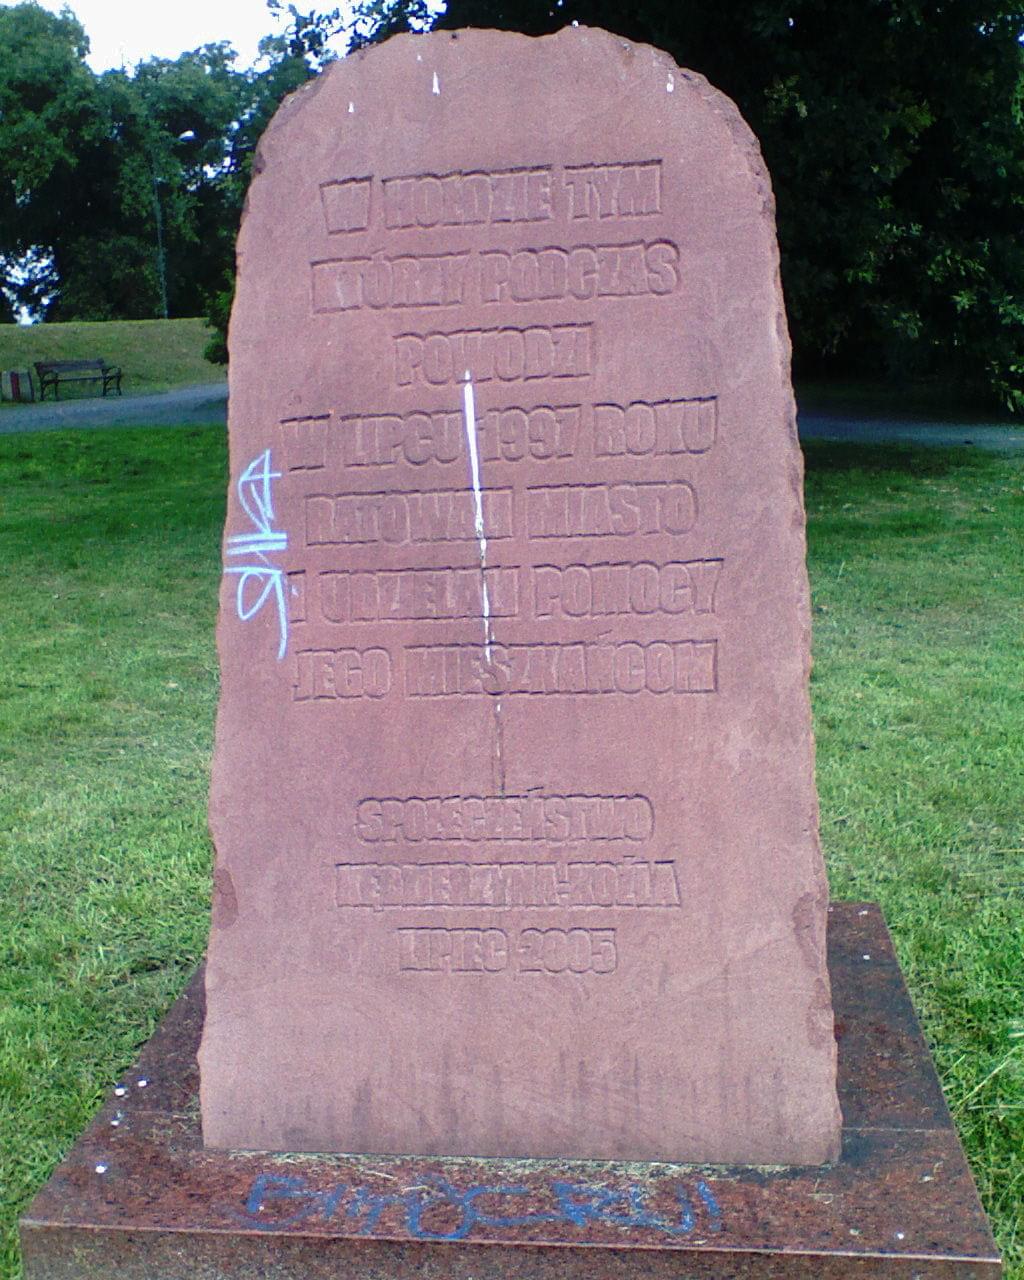 W HOŁDZIE TYM
KTÓRZY PODCZAS
POWODZI
W LIPCU 1997 ROKU
RATOWALI MIASTO
I UDZIELALI POMOCY
JEGO MIESZKAŃCOM
SPOŁECZEŃSTWO
KĘDZIERZYNA-KOŹLA
LIPIEC 2005